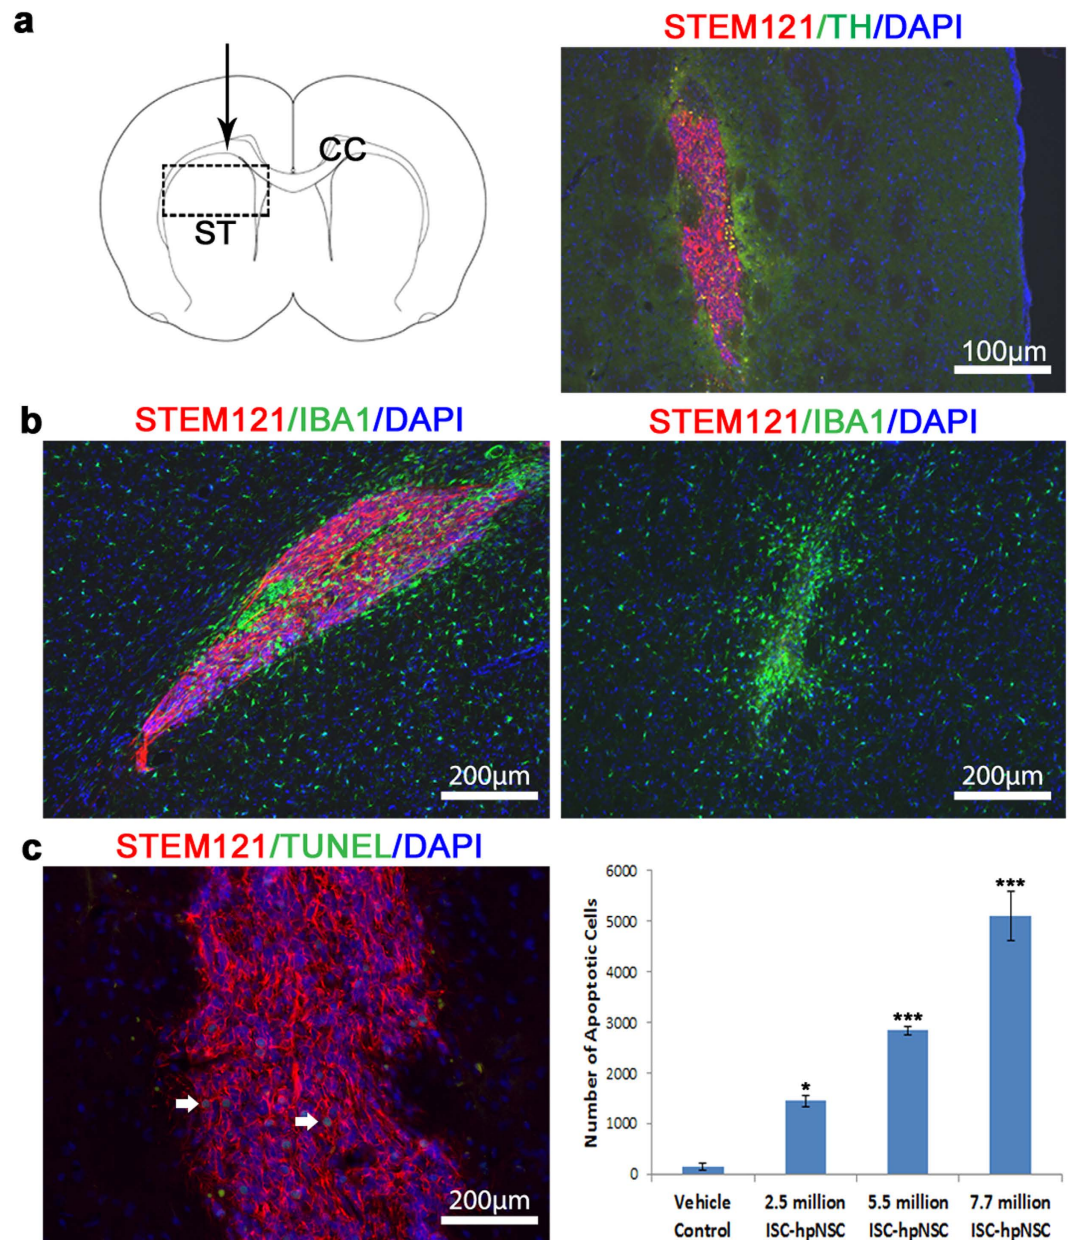 a
STEM121/TH/DAPI
CC
ST
100µm
b
STEM121/IBA1/DAPI
STEM121/IBA1/DAPI
200µm
200µm
c
STEM121/TUNEL/DAPI
200µm
Number of Apoptotic Cells
6000
5000
4000
3000
2000
1000
0
*
***
***
Vehicle
Control
2.5 million
ISC-hpNSC
5.5 million
ISC-hpNSC
7.7 million
ISC-hpNSC